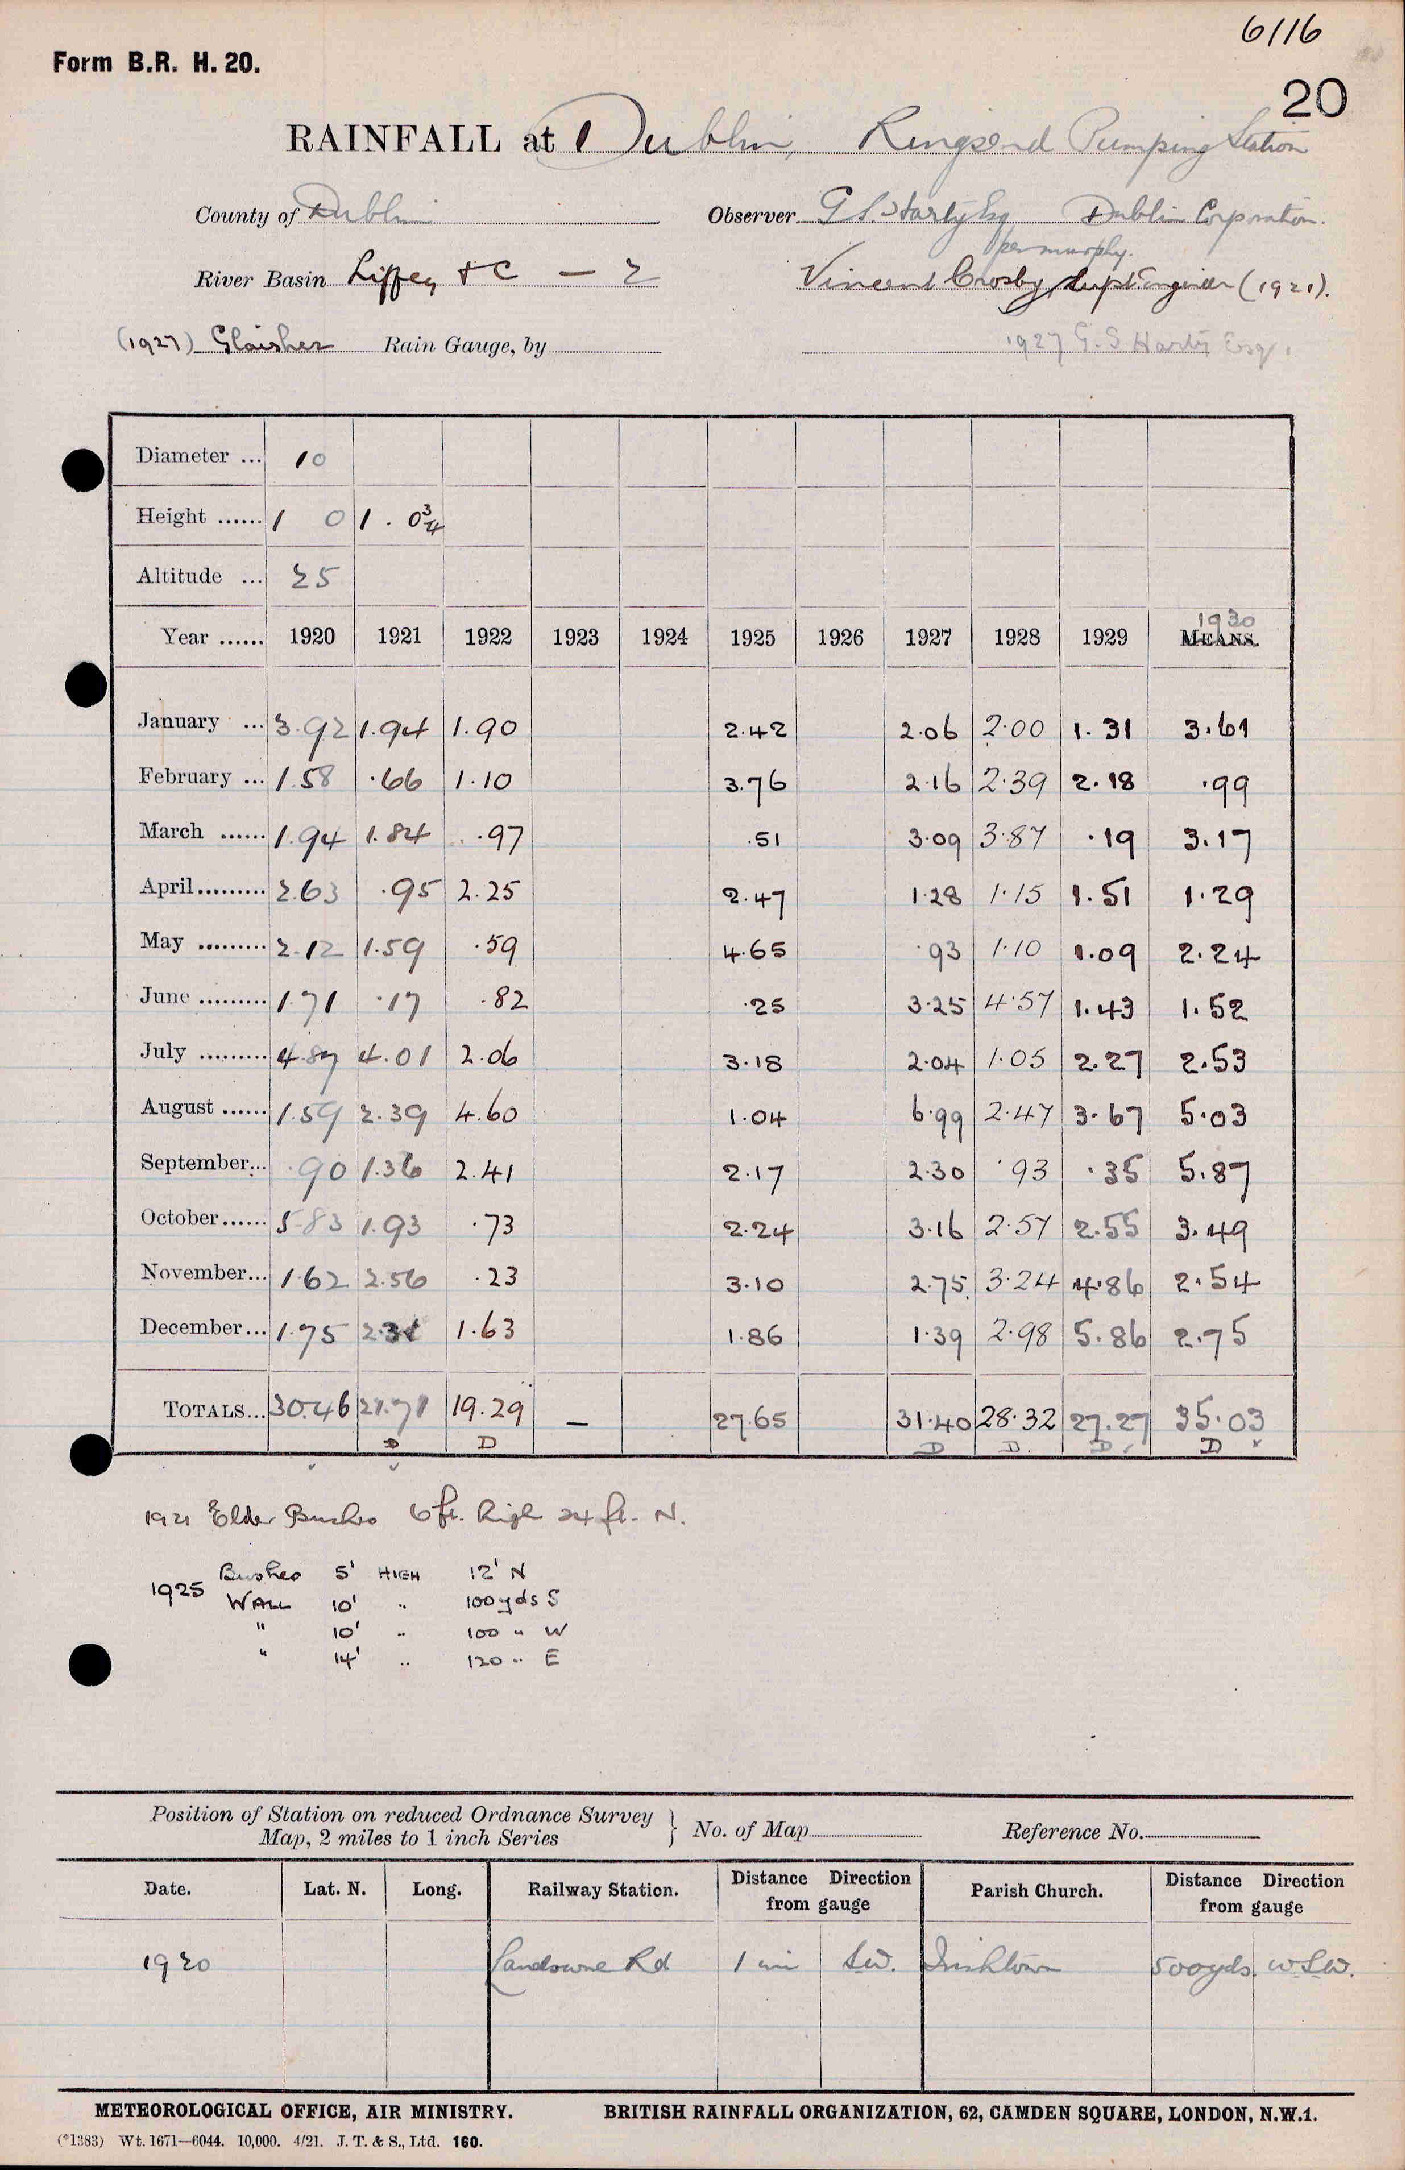 6116
Form B.R. H. 20.
20
RAINFALL at Dublin, Ringsend Pumping Station
County of Dublin Observer G S. Harty Esq Dublin Corporation.
per murphy.
River Basin Liffey + C — 2 Vincent Crosby Supt Engineer (1921).
(1927) Glaisher Rain Gauge, by 1927 G. S Harty Esq.
Diameter ... 10
Height ...... 1 0 1 . 0¾
Altitude ... 25
1930
Year ...... 1920 1921 1922 1923 1924 1925 1926 1927 1928 1929 MEANS.
January ... 3.92 1.94 1.90 2.42 2.06 2.00 1.31 3.61
February ... 1.58 .66 1.10 3.76 2.16 2.39 2.18 .99
March ...... 1.94 1.84 .97 .51 3.09 3.87 .19 3.17
April......... 2.63 .95 2.25 2.47 1.28 1.15 1.51 1.29
May ......... 2.12 1.59 .59 4.65 .93 1.10 1.09 2.24
June ......... 1.71 .17 .82 .25 3.25 4.57 1.43 1.52
July ......... 4.87 4.01 2.06 3.18 2.04 1.05 2.27 2.53
August ...... 1.59 2.39 4.60 1.04 6.99 2.47 3.67 5.03
September... .90 1.36 2.41 2.17 2.30 .93 .35 5.87
October...... 5.83 1.93 .73 2.24 3.16 2.57 2.55 3.49
November... 1.62 2.56 .23 3.10 2.75 3.24 4.86 2.54
December... 1.75 2.31 1.63 1.86 1.39 2.98 5.86 2.75
TOTALS... 30.46 21.71 19.29 — 27.65 31.40 28.32 27.27 35.03
D D D D D D
1921 Elder Bushes 6ft. high 24 ft. N.
1925 Bushes 5' HIGH 12' N
WALL 10' " 100yds S
" 10' " 100 " W
" 14' " 120 " E
Position of Station on reduced Ordnance Survey
Map, 2 miles to 1 inch Series } No. of Map Reference No.
Date. Lat. N. Long. Railway Station. Distance Direction from gauge Parish Church. Distance Direction from gauge
1920 Landsowne Rd 1 mi S.W. Irishtown 500yds. W.S.W.
METEOROLOGICAL OFFICE, AIR MINISTRY. BRITISH RAINFALL ORGANIZATION, 62, CAMDEN SQUARE, LONDON, N.W.1.
(*1383) Wt. 1671—6044. 10,000. 4/21. J. T. & S., Ltd. 160.